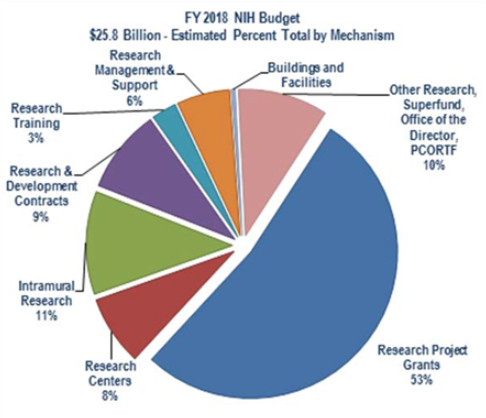 FY 2018 NIH Budget
$25.8 Billion - Estimated Percent Total by Mechanism
Research
Management &
Support
6%
Buildings and
Facilities
Other Research,
Superfund,
Office of the
Director,
PCORTF
10%
Research
Training
3%
Research &
Development
Contracts
9%
Intramural
Research
11%
Research
Centers
8%
Research Project
Grants
53%